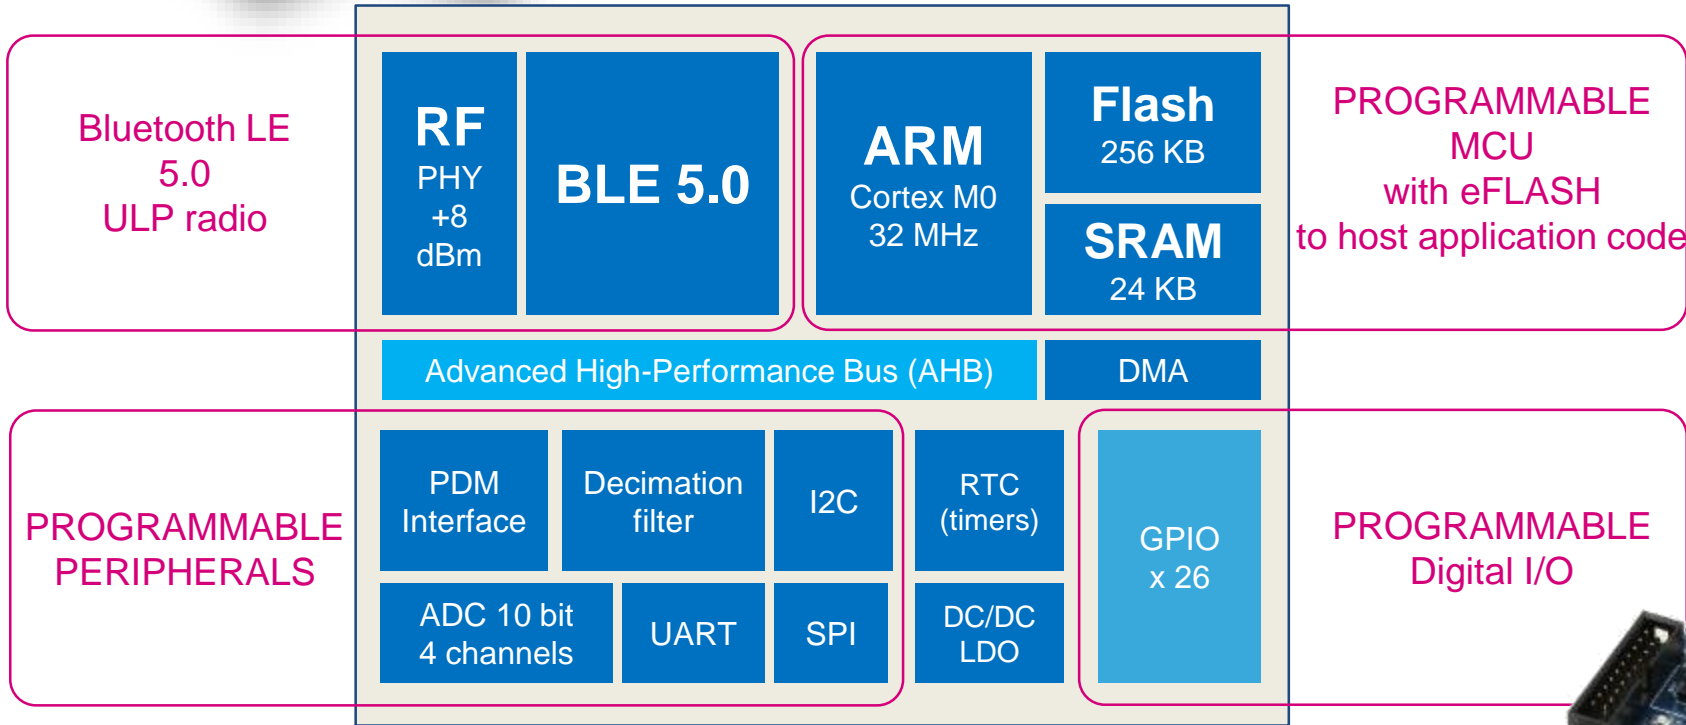 Bluetooth LE
5.0
ULP radio
RF
PHY
+8
dBm
BLE 5.0
ARM
Cortex M0
32 MHz
Flash
256 KB
SRAM
24 KB
PROGRAMMABLE
MCU
with eFLASH
to host application code
Advanced High-Performance Bus (AHB)
DMA
PROGRAMMABLE
PERIPHERALS
PDM
Interface
Decimation
filter
I2C
ADC 10 bit
4 channels
UART
SPI
RTC
(timers)
DC/DC
LDO
GPIO
x 26
PROGRAMMABLE
Digital I/O